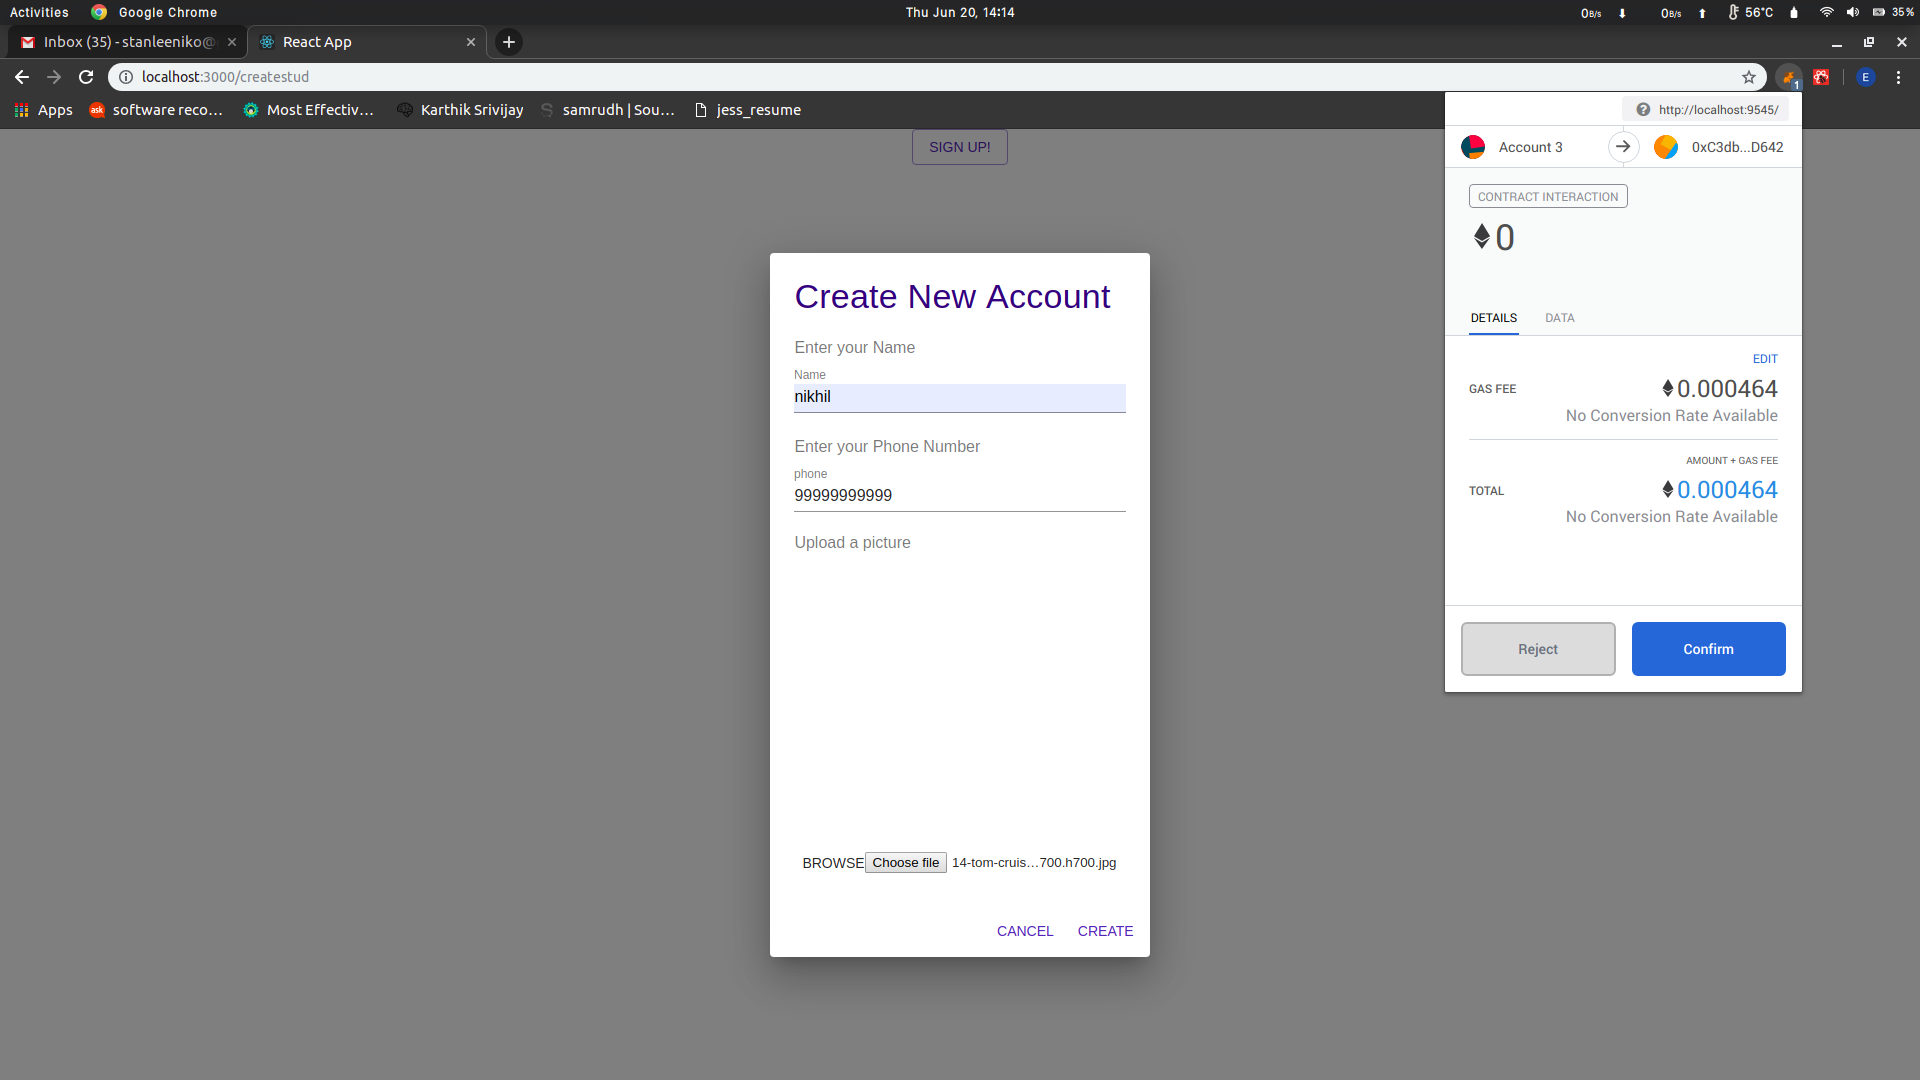 Activities Google Chrome Thu Jun 20, 14:14 0B/s 0B/s 56°C 35%
Inbox (35) - stanleeniko@ React App
localhost:3000/createstud E
Apps software reco... Most Effectiv... Karthik Srivijay samrudh | Sou... jess_resume
SIGN UP!
Create New Account
Enter your Name
Name
nikhil
Enter your Phone Number
phone
99999999999
Upload a picture
BROWSE Choose file 14-tom-cruis...700.h700.jpg
CANCEL CREATE
1
http://localhost:9545/
Account 3 0xC3db...D642
CONTRACT INTERACTION
0
DETAILS DATA
EDIT
GAS FEE 0.000464
No Conversion Rate Available
AMOUNT + GAS FEE
TOTAL 0.000464
No Conversion Rate Available
Reject Confirm